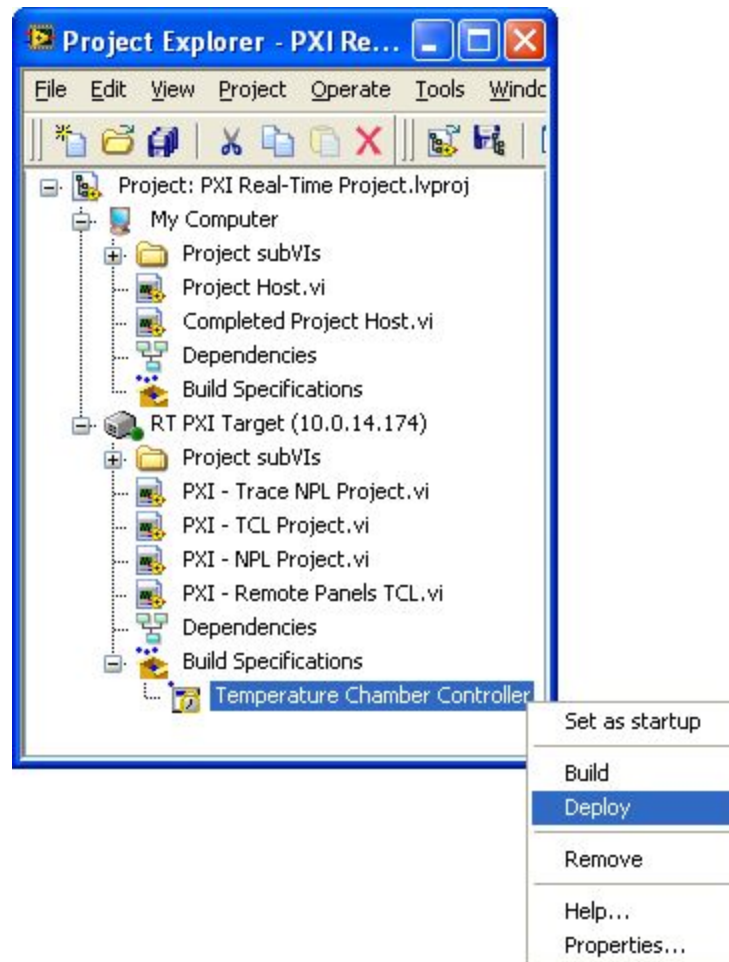 Project Explorer - PXI Re...
File Edit View Project Operate Tools
Project: PXI Real-Time Project.lvproj
My Computer
Project subVIs
Project Host.vi
Completed Project Host.vi
Dependencies
Build Specifications
RT PXI Target (10.0.14.174)
Project subVIs
PXI - Trace NPL Project.vi
PXI - TCL Project.vi
PXI - NPL Project.vi
PXI - Remote Panels TCL.vi
Dependencies
Build Specifications
Temperature Chamber Controller
Set as startup
Build
Deploy
Remove
Help...
Properties...